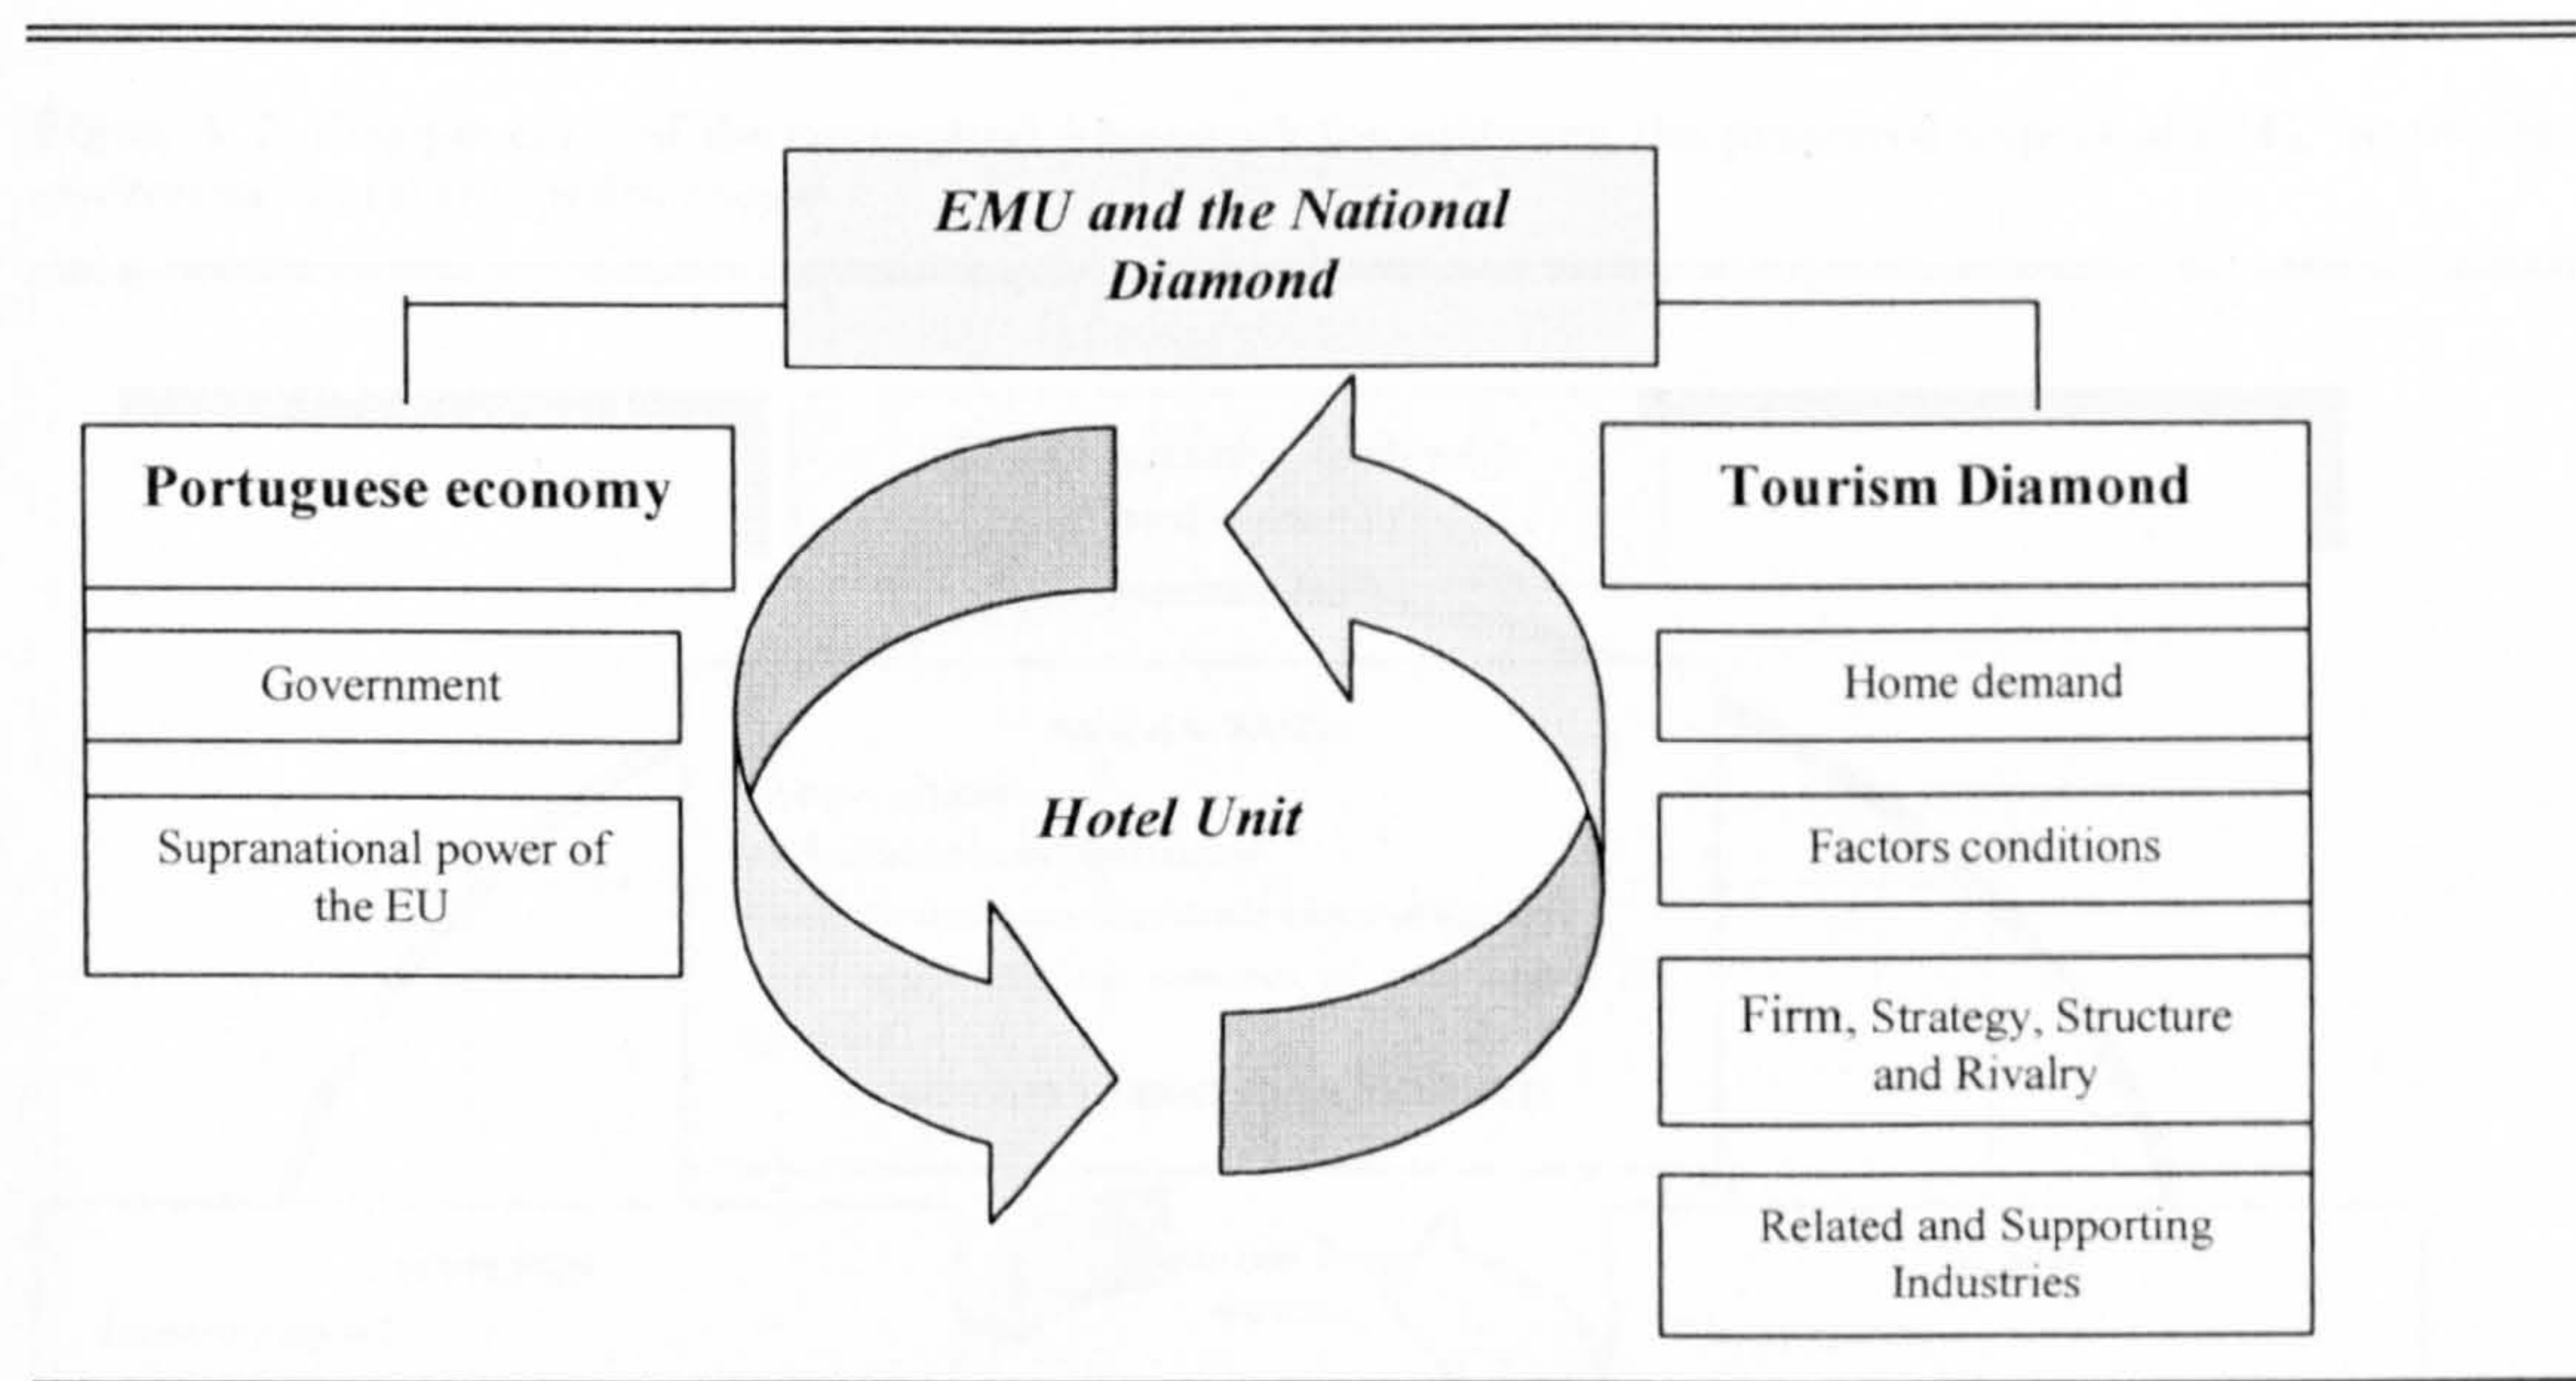 EMU and the National
Diamond
Portuguese economy
Government
Supranational power of
the EU
Hotel Unit
Tourism Diamond
Home demand
Factors conditions
Firm, Strategy, Structure
and Rivalry
Related and Supporting
Industries